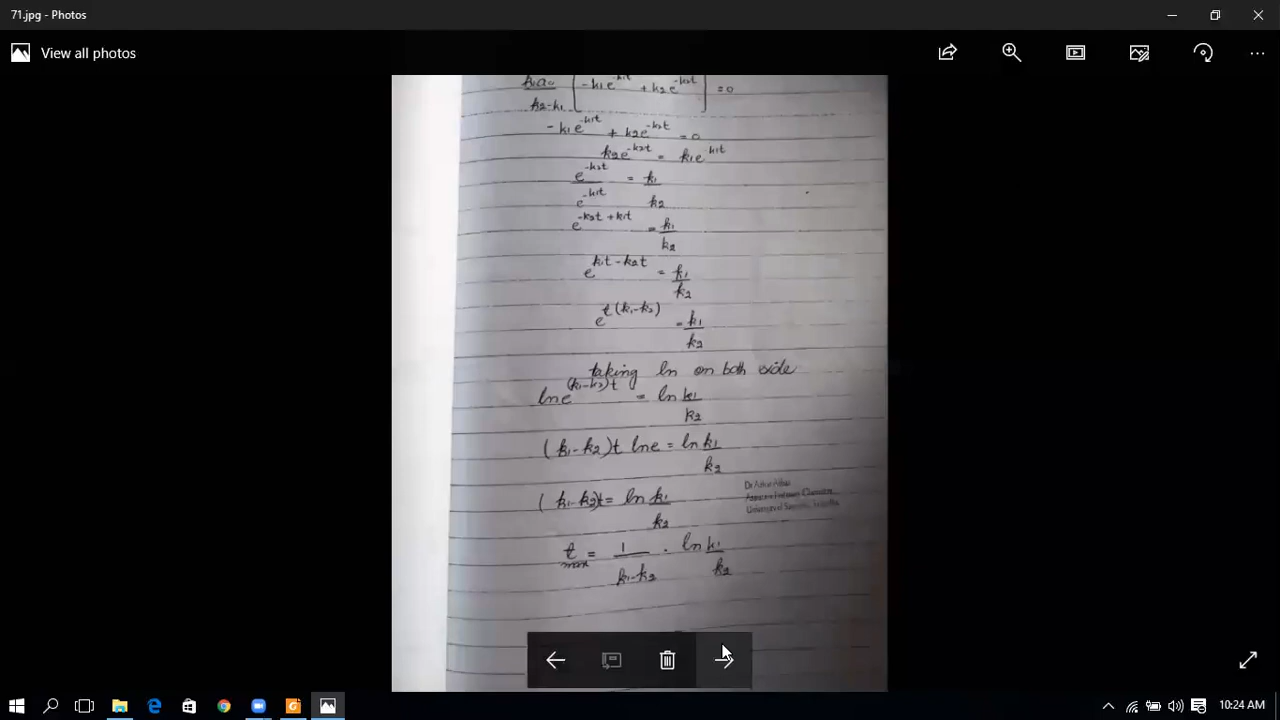 71.jpg - Photos
View all photos
k1a0/k2-k1 [-k1e^-k1t + k2e^-k2t] = 0
-k1e^-k1t + k2e^-k2t = 0
k2e^-k2t = k1e^-k1t
e^-k2t/e^-k1t = k1/k2
e^-k2t+k1t = k1/k2
e^k1t-k2t = k1/k2
e^t(k1-k2) = k1/k2
taking ln on both side
ln e^(k1-k2)t = ln k1/k2
(k1-k2)t ln e = ln k1/k2
(k1-k2)t = ln k1/k2
tmax = 1/k1-k2 . ln k1/k2
10:24 AM